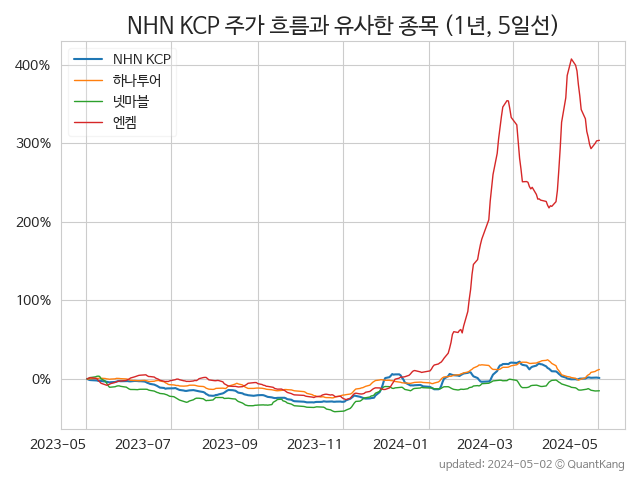 NHN KCP 주가 흐름과 유사한 종목 (1년, 5일선)
NHN KCP
하나투어
넷마블
엔켐
400%
300%
200%
100%
0%
2023-05 2023-07 2023-09 2023-11 2024-01 2024-03 2024-05
updated: 2024-05-02 © QuantKang